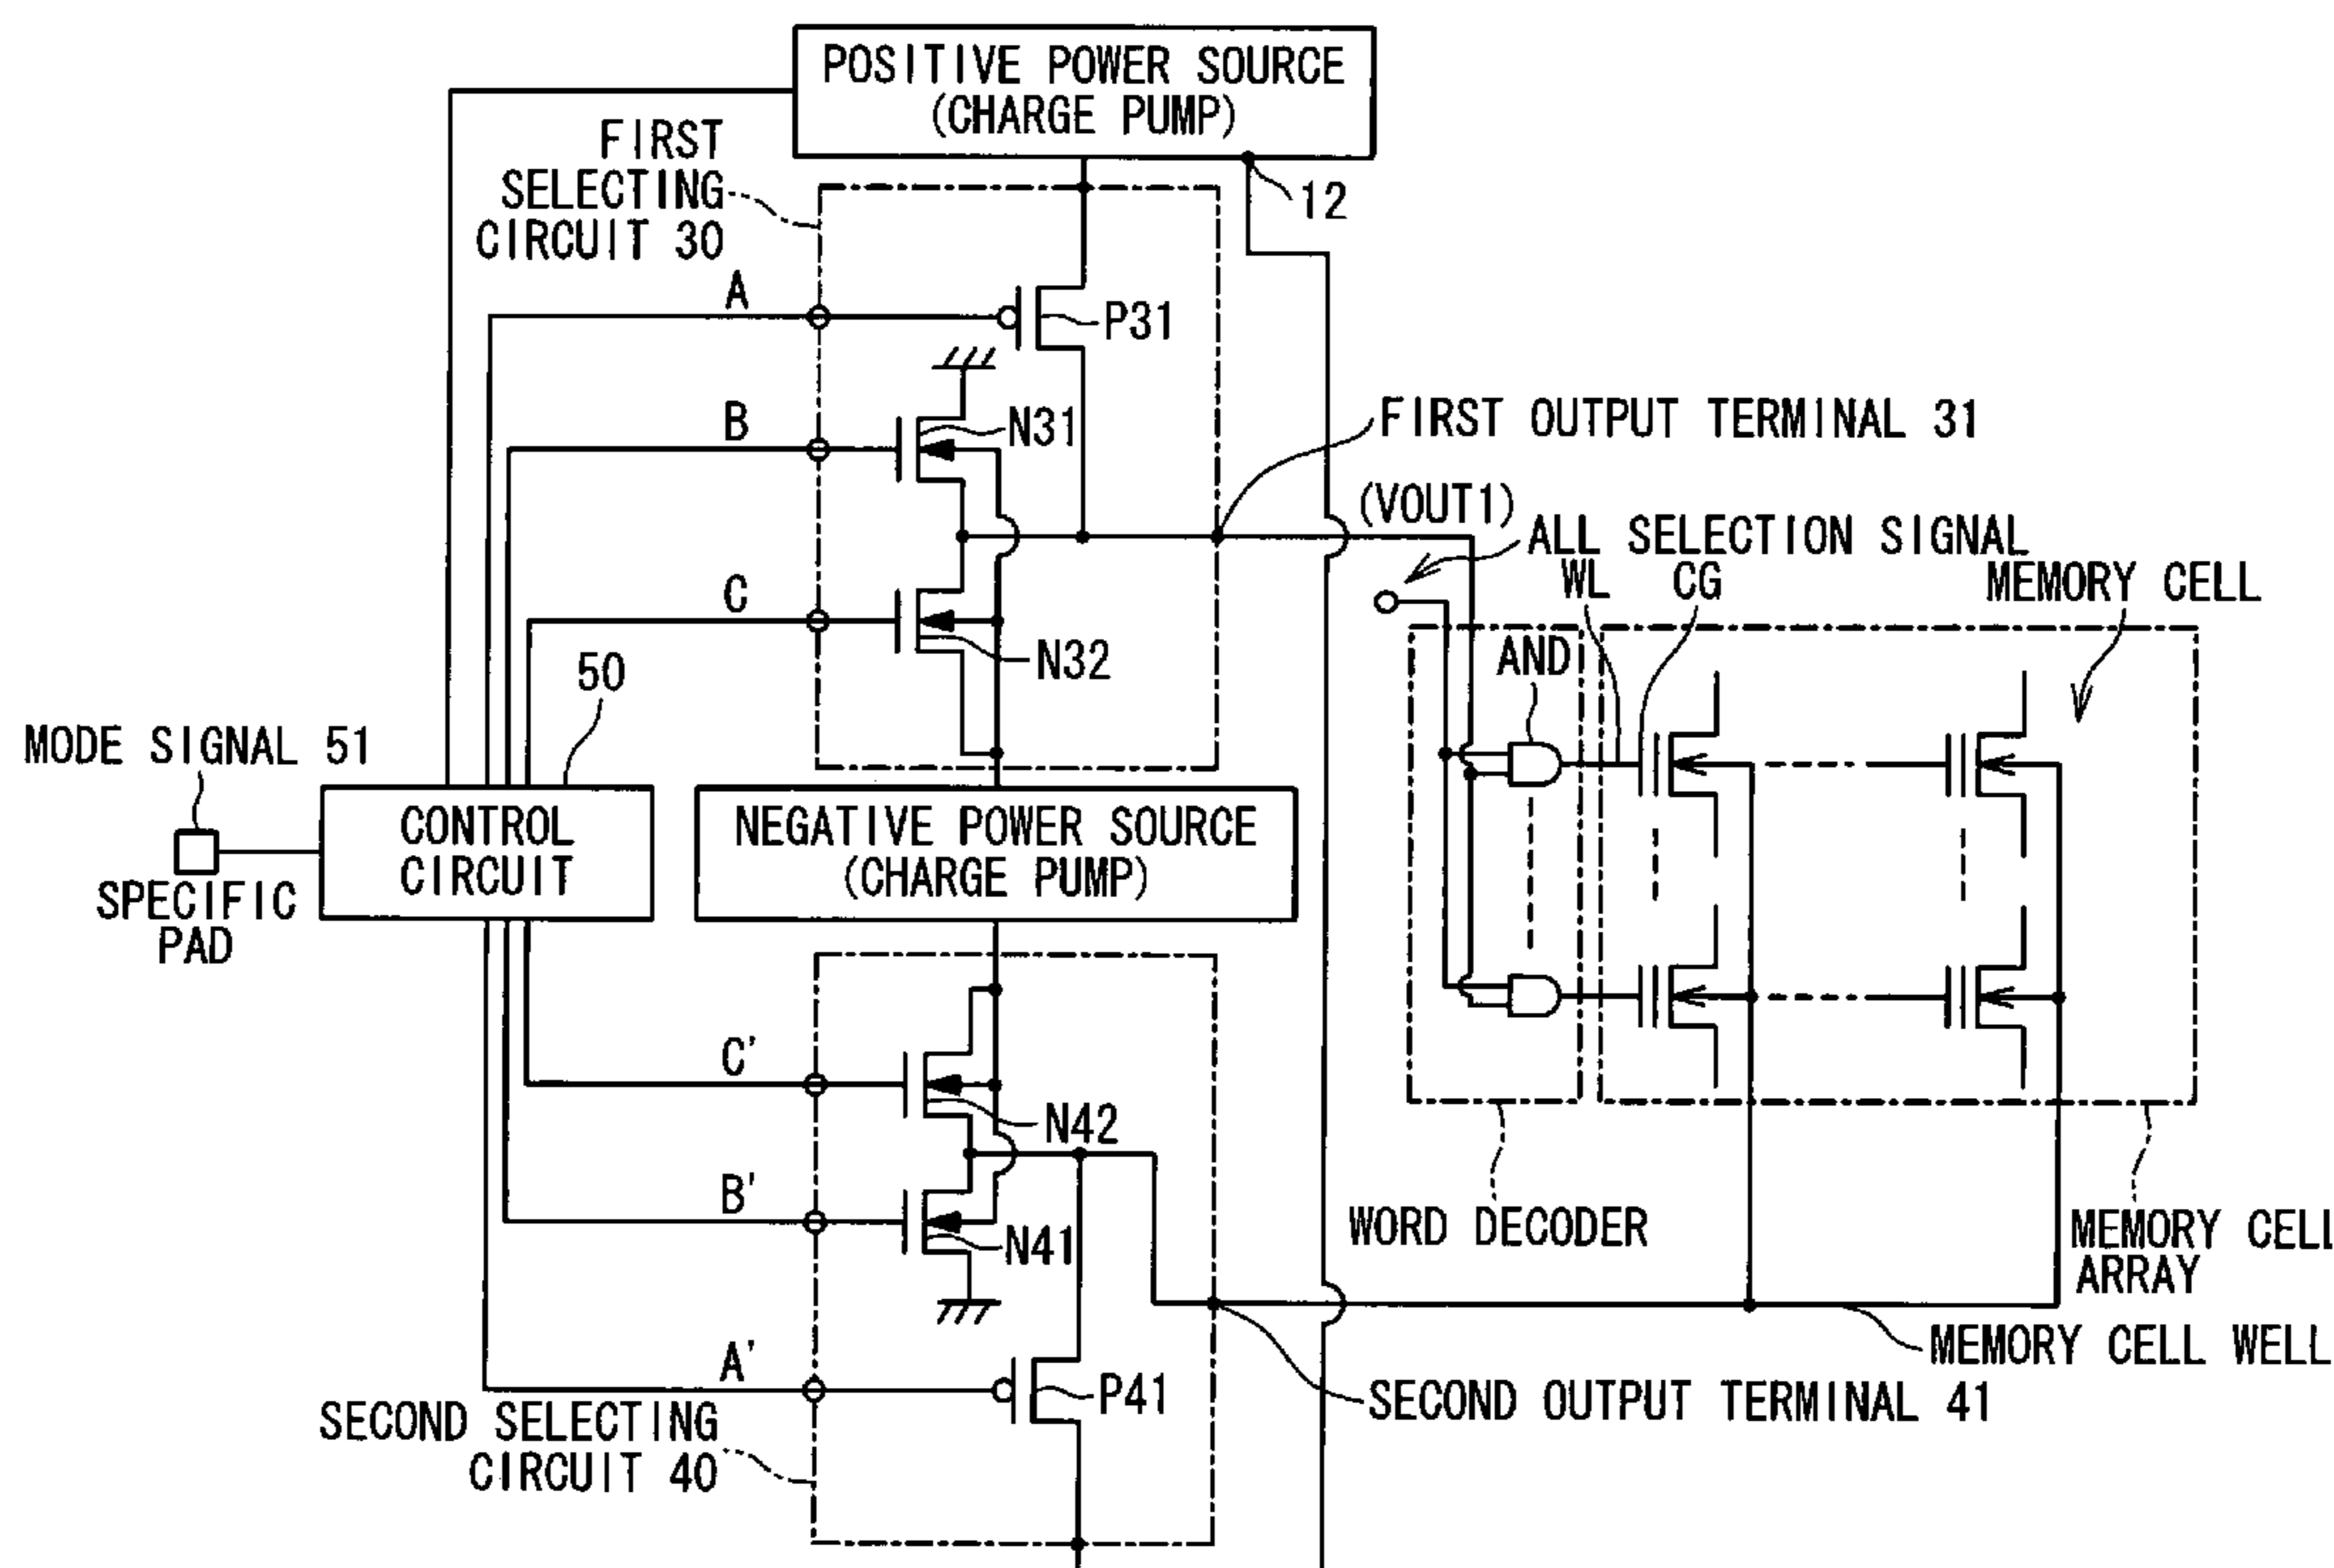 POSITIVE POWER SOURCE
(CHARGE PUMP)
FIRST
SELECTING
CIRCUIT 30
12
A
P31
B
N31
FIRST OUTPUT TERMINAL 31
(VOUT1)
ALL SELECTION SIGNAL
WL
CG
MEMORY CELL
C
N32
AND
50
MODE SIGNAL 51
CONTROL
CIRCUIT
NEGATIVE POWER SOURCE
(CHARGE PUMP)
SPECIFIC
PAD
C'
N42
B'
N41
WORD DECODER
MEMORY CELL
ARRAY
A'
P41
MEMORY CELL WELL
SECOND OUTPUT TERMINAL 41
SECOND SELECTING
CIRCUIT 40